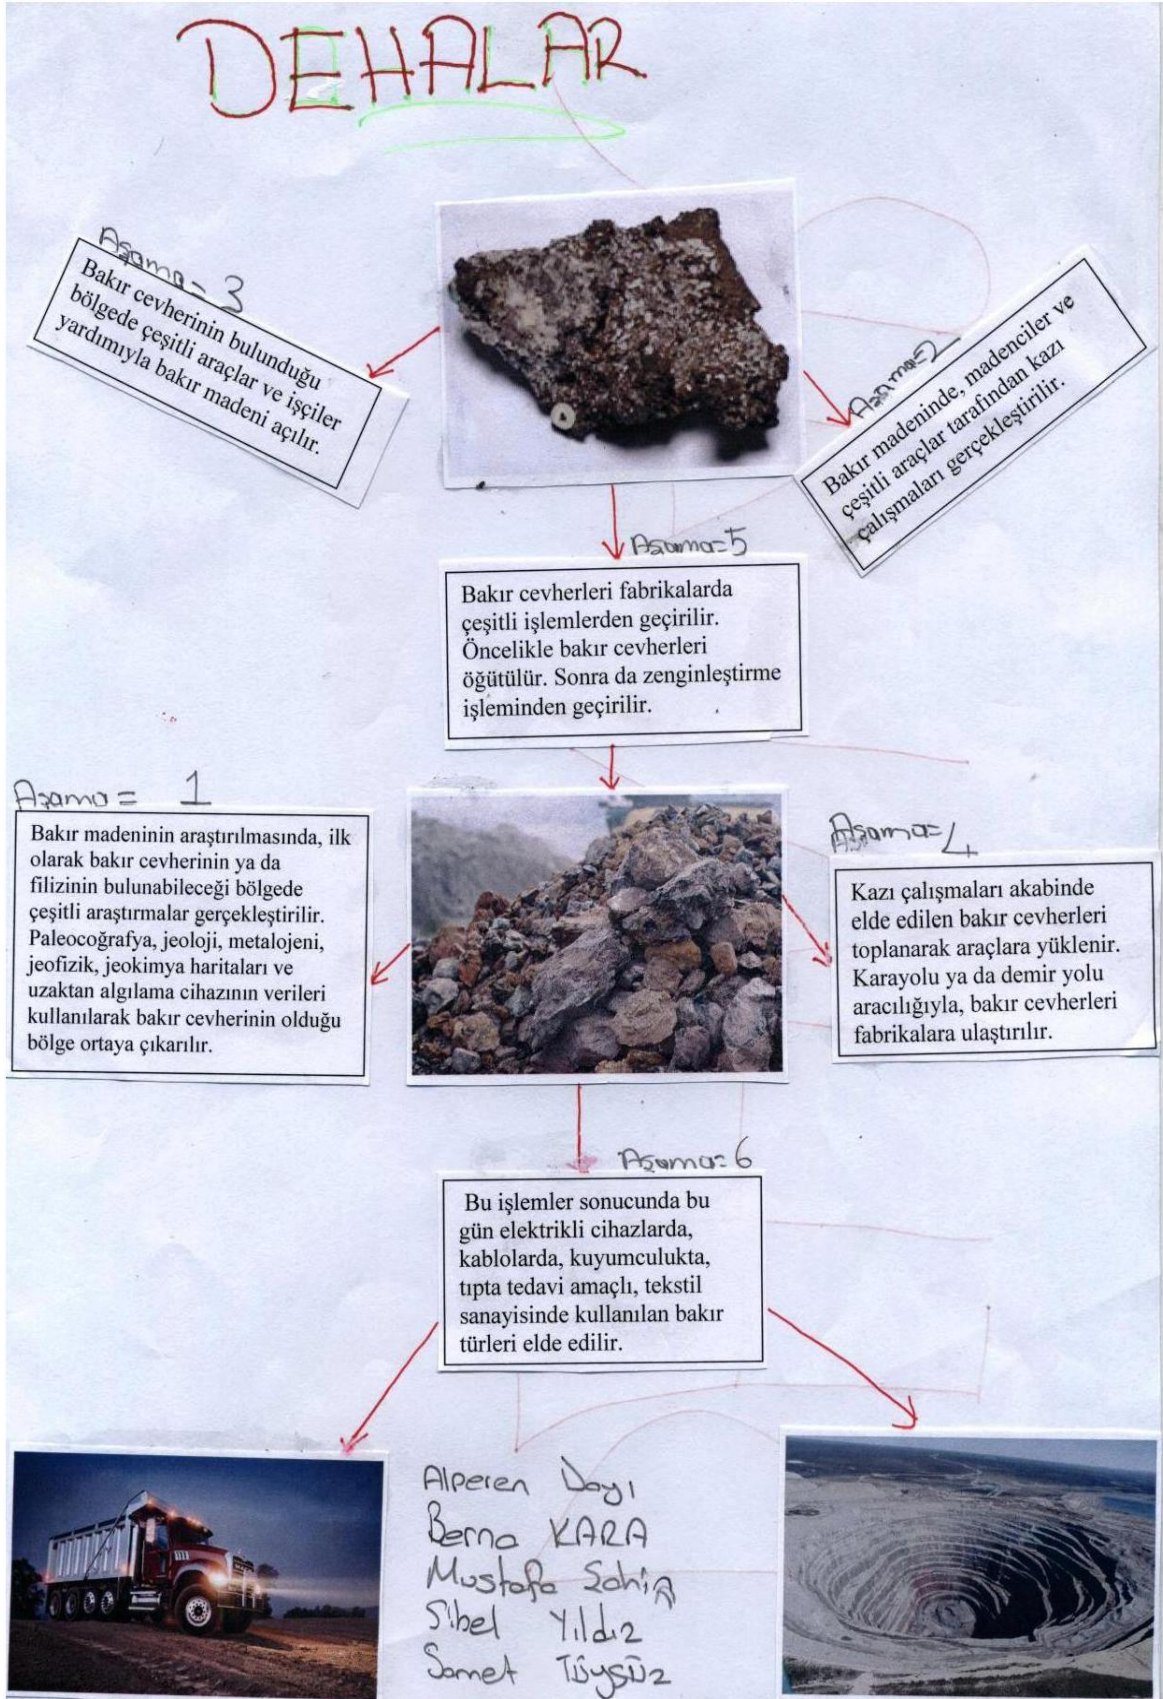 DEHALAR
Aşama=3
Bakır cevherinin bulunduğu
bölgede çeşitli araçlar ve işçiler
yardımıyla bakır madeni açılır.
Aşama=2
Bakır madeninde, madenciler ve
çeşitli araçlar tarafından kazı
çalışmaları gerçekleştirilir.
Aşama=5
Bakır cevherleri fabrikalarda
çeşitli işlemlerden geçirilir.
Öncelikle bakır cevherleri
öğütülür. Sonra da zenginleştirme
işleminden geçirilir.
Aşama= 1
Bakır madeninin araştırılmasında, ilk
olarak bakır cevherinin ya da
filizinin bulunabileceği bölgede
çeşitli araştırmalar gerçekleştirilir.
Paleocoğrafya, jeoloji, metalojeni,
jeofizik, jeokimya haritaları ve
uzaktan algılama cihazının verileri
kullanılarak bakır cevherinin olduğu
bölge ortaya çıkarılır.
Aşama=4
Kazı çalışmaları akabinde
elde edilen bakır cevherleri
toplanarak araçlara yüklenir.
Karayolu ya da demir yolu
aracılığıyla, bakır cevherleri
fabrikalara ulaştırılır.
Aşama=6
Bu işlemler sonucunda bu
gün elektrikli cihazlarda,
kablolarda, kuyumculukta,
tıpta tedavi amaçlı, tekstil
sanayisinde kullanılan bakır
türleri elde edilir.
Alperen Dayı
Berna KARA
Mustafa Şahin
Sibel Yıldız
Samet Tüysüz